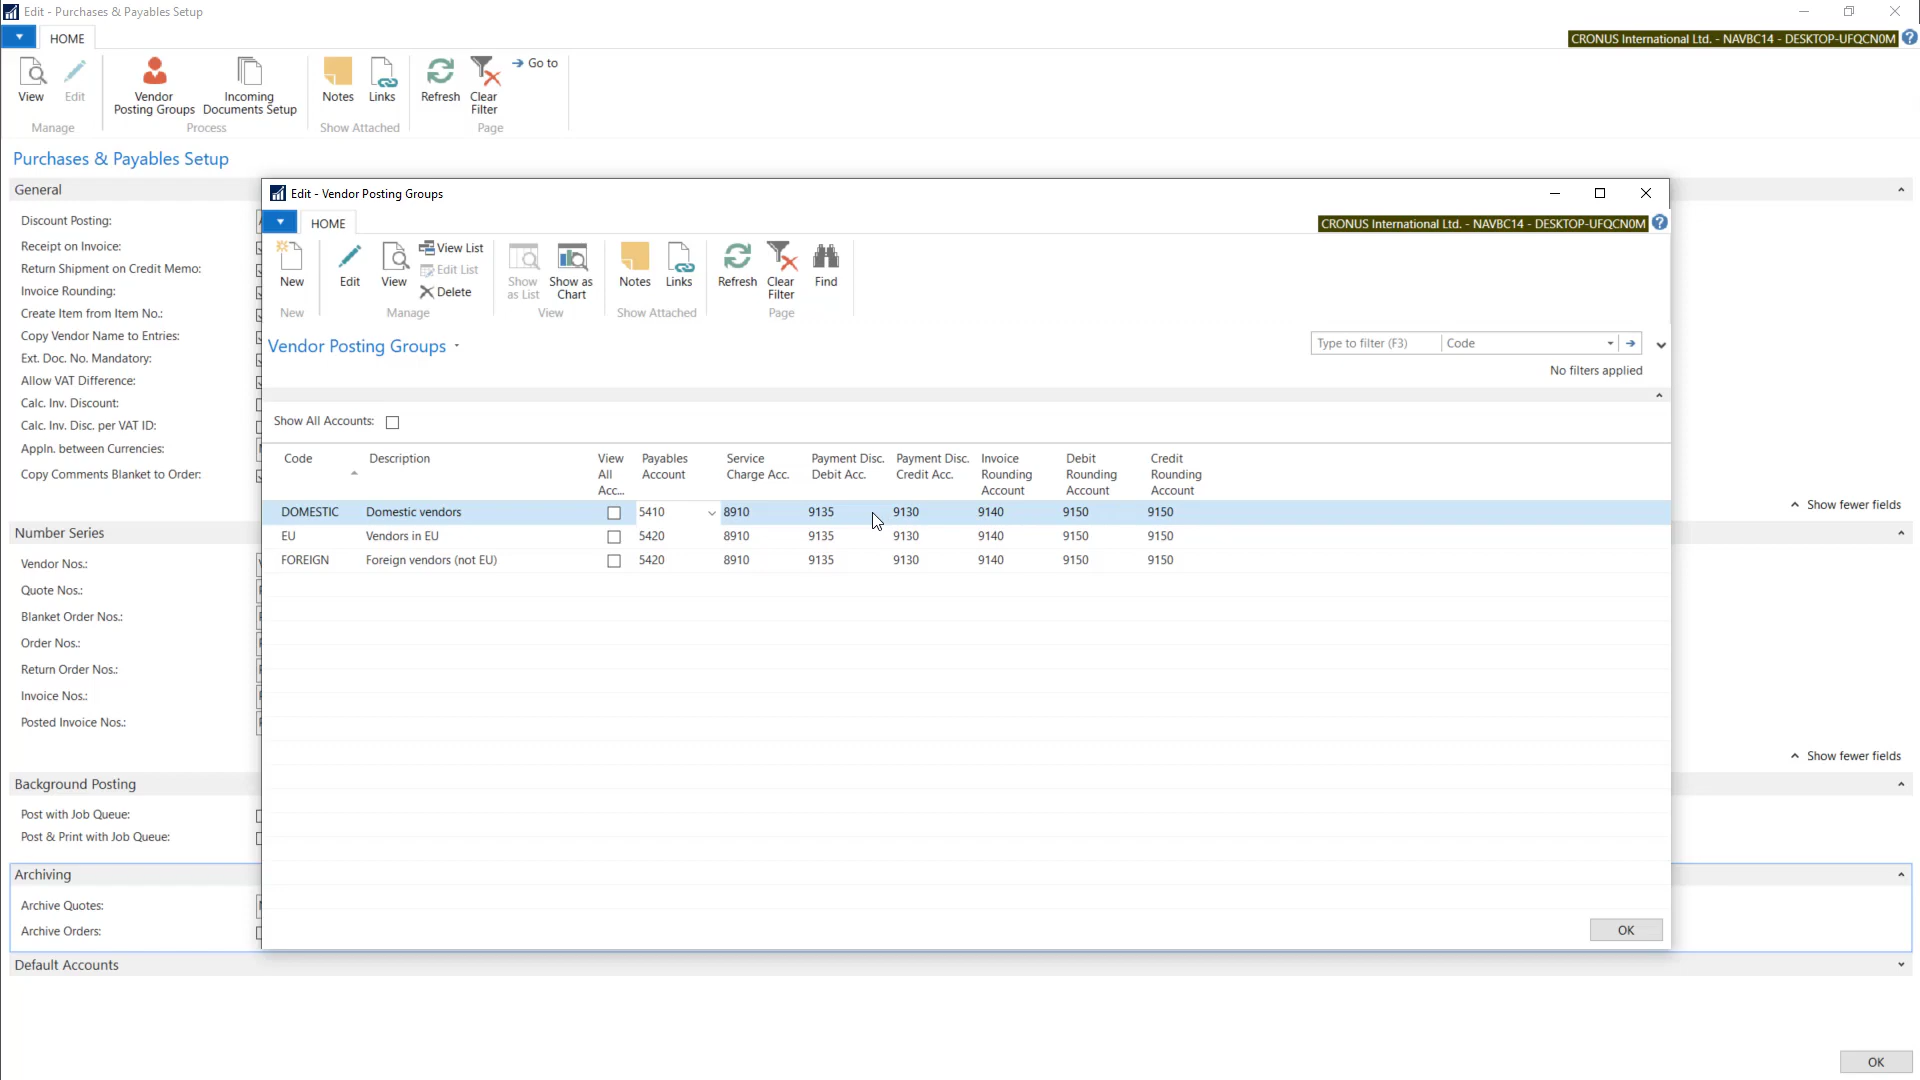 Edit - Purchases & Payables Setup
HOME
CRONUS International Ltd. - NAVBC14 - DESKTOP-UFQCN0M
View
Edit
Vendor
Posting Groups
Incoming
Documents Setup
Notes
Links
Refresh
Clear
Filter
Go to
Manage
Process
Show Attached
Page
Purchases & Payables Setup
General
Discount Posting:
Receipt on Invoice:
Return Shipment on Credit Memo:
Invoice Rounding:
Create Item from Item No.:
Copy Vendor Name to Entries:
Ext. Doc. No. Mandatory:
Allow VAT Difference:
Calc. Inv. Discount:
Calc. Inv. Disc. per VAT ID:
Appln. between Currencies:
Copy Comments Blanket to Order:
Show fewer fields
Number Series
Vendor Nos.:
Quote Nos.:
Blanket Order Nos.:
Order Nos.:
Return Order Nos.:
Invoice Nos.:
Posted Invoice Nos.:
Show fewer fields
Background Posting
Post with Job Queue:
Post & Print with Job Queue:
Archiving
Archive Quotes:
Archive Orders:
Default Accounts
OK
Edit - Vendor Posting Groups
HOME
CRONUS International Ltd. - NAVBC14 - DESKTOP-UFQCN0M
New
Edit
View
View List
Edit List
Delete
Show
as List
Show as
Chart
Notes
Links
Refresh
Clear
Filter
Find
New
Manage
View
Show Attached
Page
Vendor Posting Groups
Type to filter (F3) Code
No filters applied
Show All Accounts:
Code
Description
View
All
Acc...
Payables
Account
Service
Charge Acc.
Payment Disc.
Debit Acc.
Payment Disc.
Credit Acc.
Invoice
Rounding
Account
Debit
Rounding
Account
Credit
Rounding
Account
DOMESTIC Domestic vendors 5410 8910 9135 9130 9140 9150 9150
EU Vendors in EU 5420 8910 9135 9130 9140 9150 9150
FOREIGN Foreign vendors (not EU) 5420 8910 9135 9130 9140 9150 9150
OK